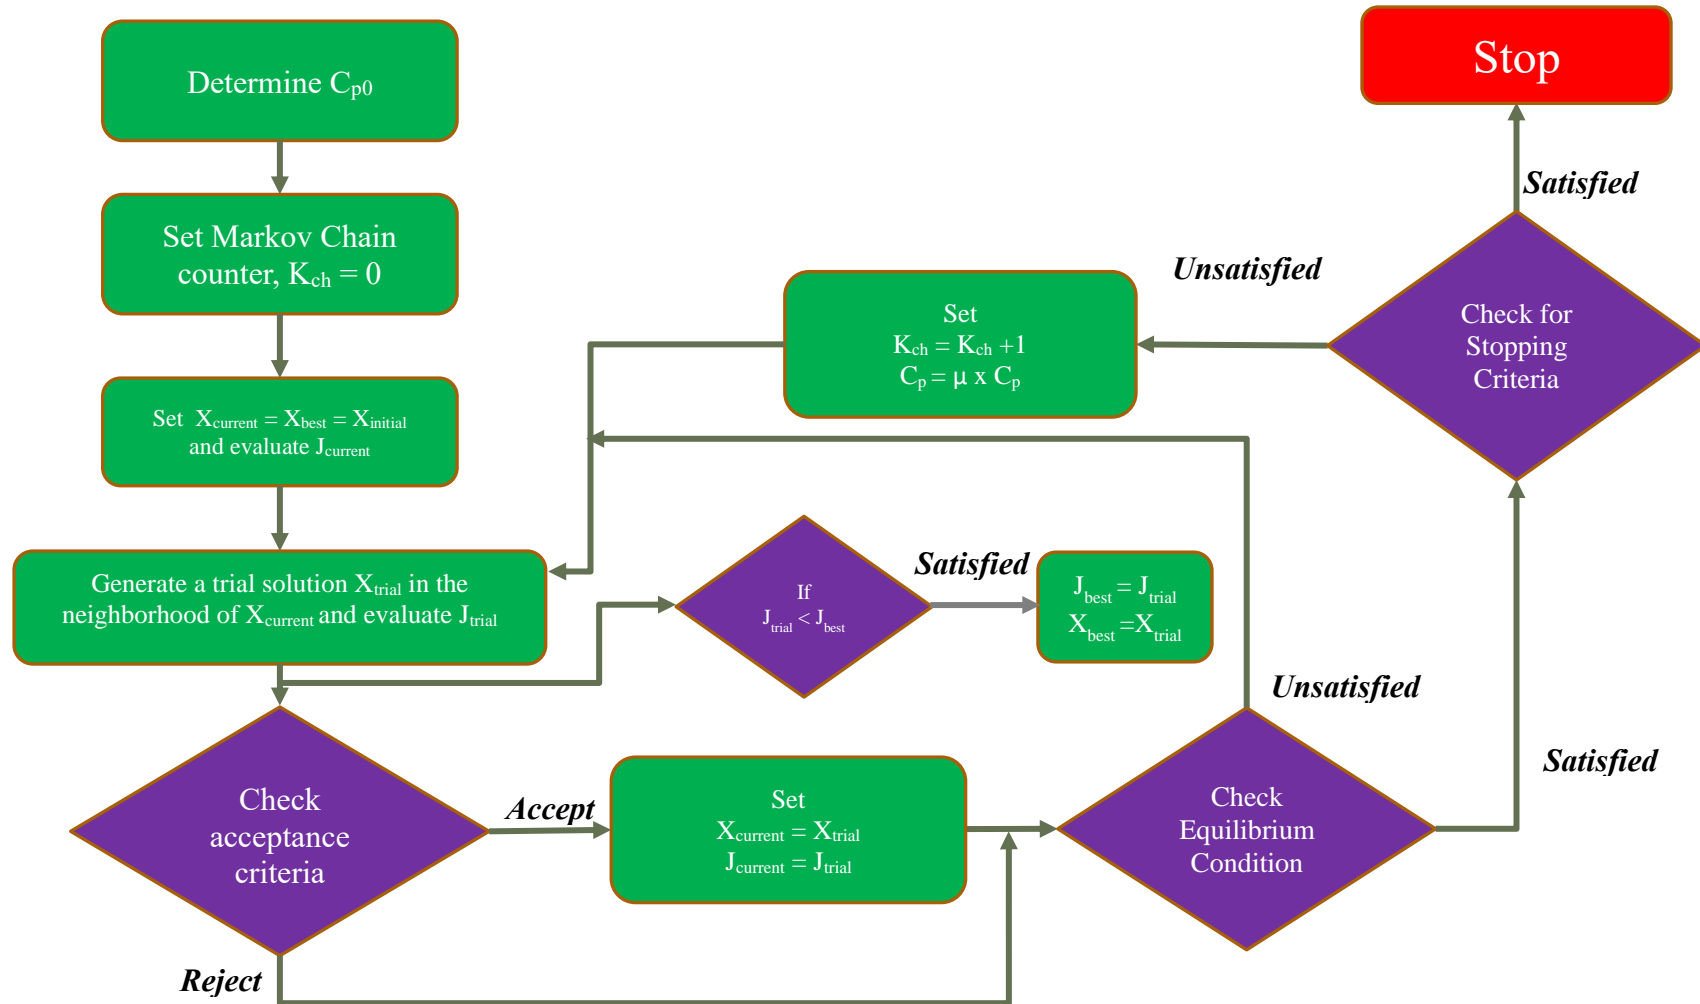 Determine Cp0
Stop
Set Markov Chain
counter, Kch = 0
Satisfied
Unsatisfied
Set
Kch = Kch +1
Cp = μ x Cp
Check for
Stopping
Criteria
Set Xcurrent = Xbest = Xinitial
and evaluate Jcurrent
Generate a trial solution Xtrial in the
neighborhood of Xcurrent and evaluate Jtrial
If
Jtrial < Jbest
Satisfied
Jbest = Jtrial
Xbest =Xtrial
Unsatisfied
Satisfied
Check
acceptance
criteria
Accept
Set
Xcurrent = Xtrial
Jcurrent = Jtrial
Check
Equilibrium
Condition
Reject